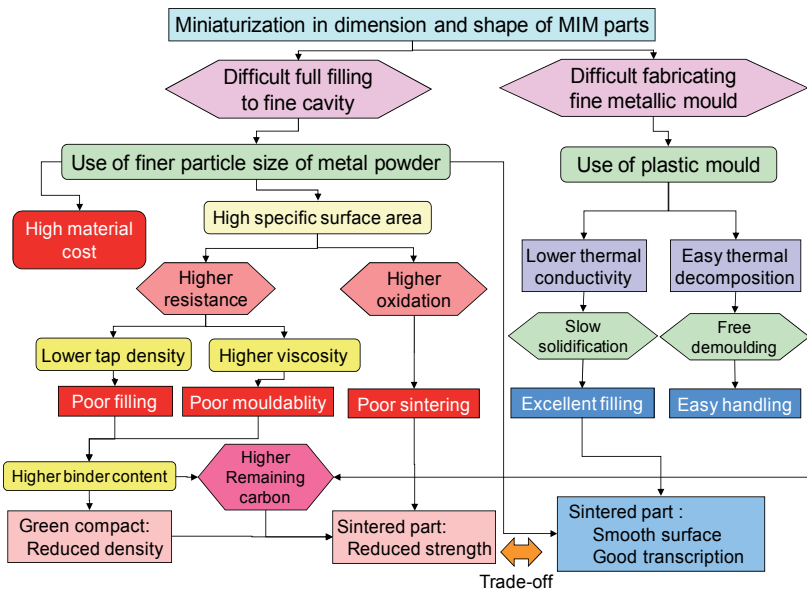 Miniaturization in dimension and shape of MIM parts
Difficult full filling
to fine cavity
Difficult fabricating
fine metallic mould
Use of finer particle size of metal powder
Use of plastic mould
High material
cost
High specific surface area
Lower thermal
conductivity
Easy thermal
decomposition
Higher
resistance
Higher
oxidation
Slow
solidification
Free
demoulding
Lower tap density
Higher viscosity
Poor filling
Poor mouldablity
Poor sintering
Excellent filling
Easy handling
Higher binder content
Higher
Remaining
carbon
Green compact:
Reduced density
Sintered part:
Reduced strength
Sintered part :
Smooth surface
Good transcription
Trade-off